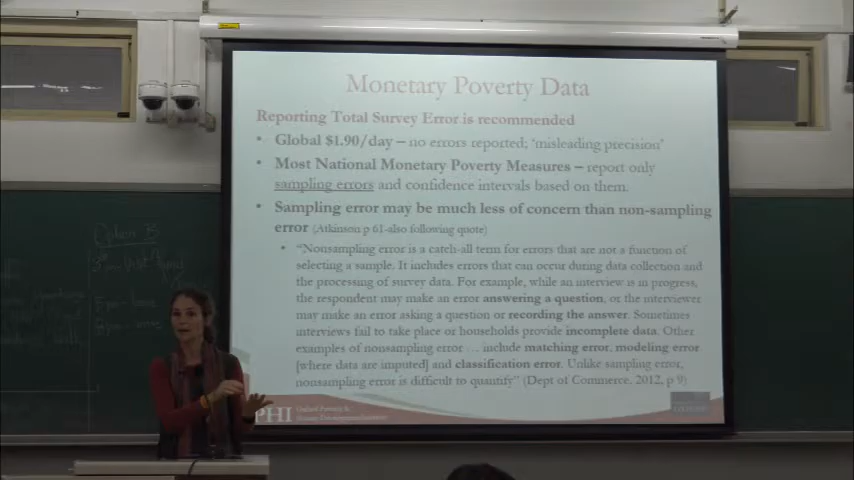 Monetary Poverty Data
Reporting Total Survey Error is recommended
• Global $1.90/day – no errors reported; 'misleading precision'
• Most National Monetary Poverty Measures – report only
sampling errors and confidence intervals based on them.
• Sampling error may be much less of concern than non-sampling
error (Atkinson p 61-also following quote)
• "Nonsampling error is a catch-all term for errors that are not a function of
selecting a sample. It includes errors that can occur during data collection and
the processing of survey data. For example, while an interview is in progress,
the respondent may make an error answering a question, or the interviewer
may make an error asking a question or recording the answer. Sometimes
interviews fail to take place or households provide incomplete data. Other
examples of nonsampling error … include matching error, modeling error
[where data are imputed] and classification error. Unlike sampling error,
nonsampling error is difficult to quantify" (Dept of Commerce, 2012, p 9)
PHI Oxford Poverty &
Human Development Initiative